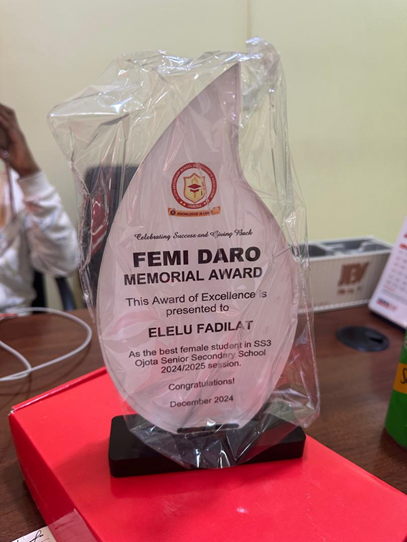 Celebrating Success and Giving Back
FEMI DARO
MEMORIAL AWARD
This Award of Excellence is
presented to
ELELU FADILAT
As the best female student in SS3
Ojota Senior Secondary School
2024/2025 session.
Congratulations!
December 2024